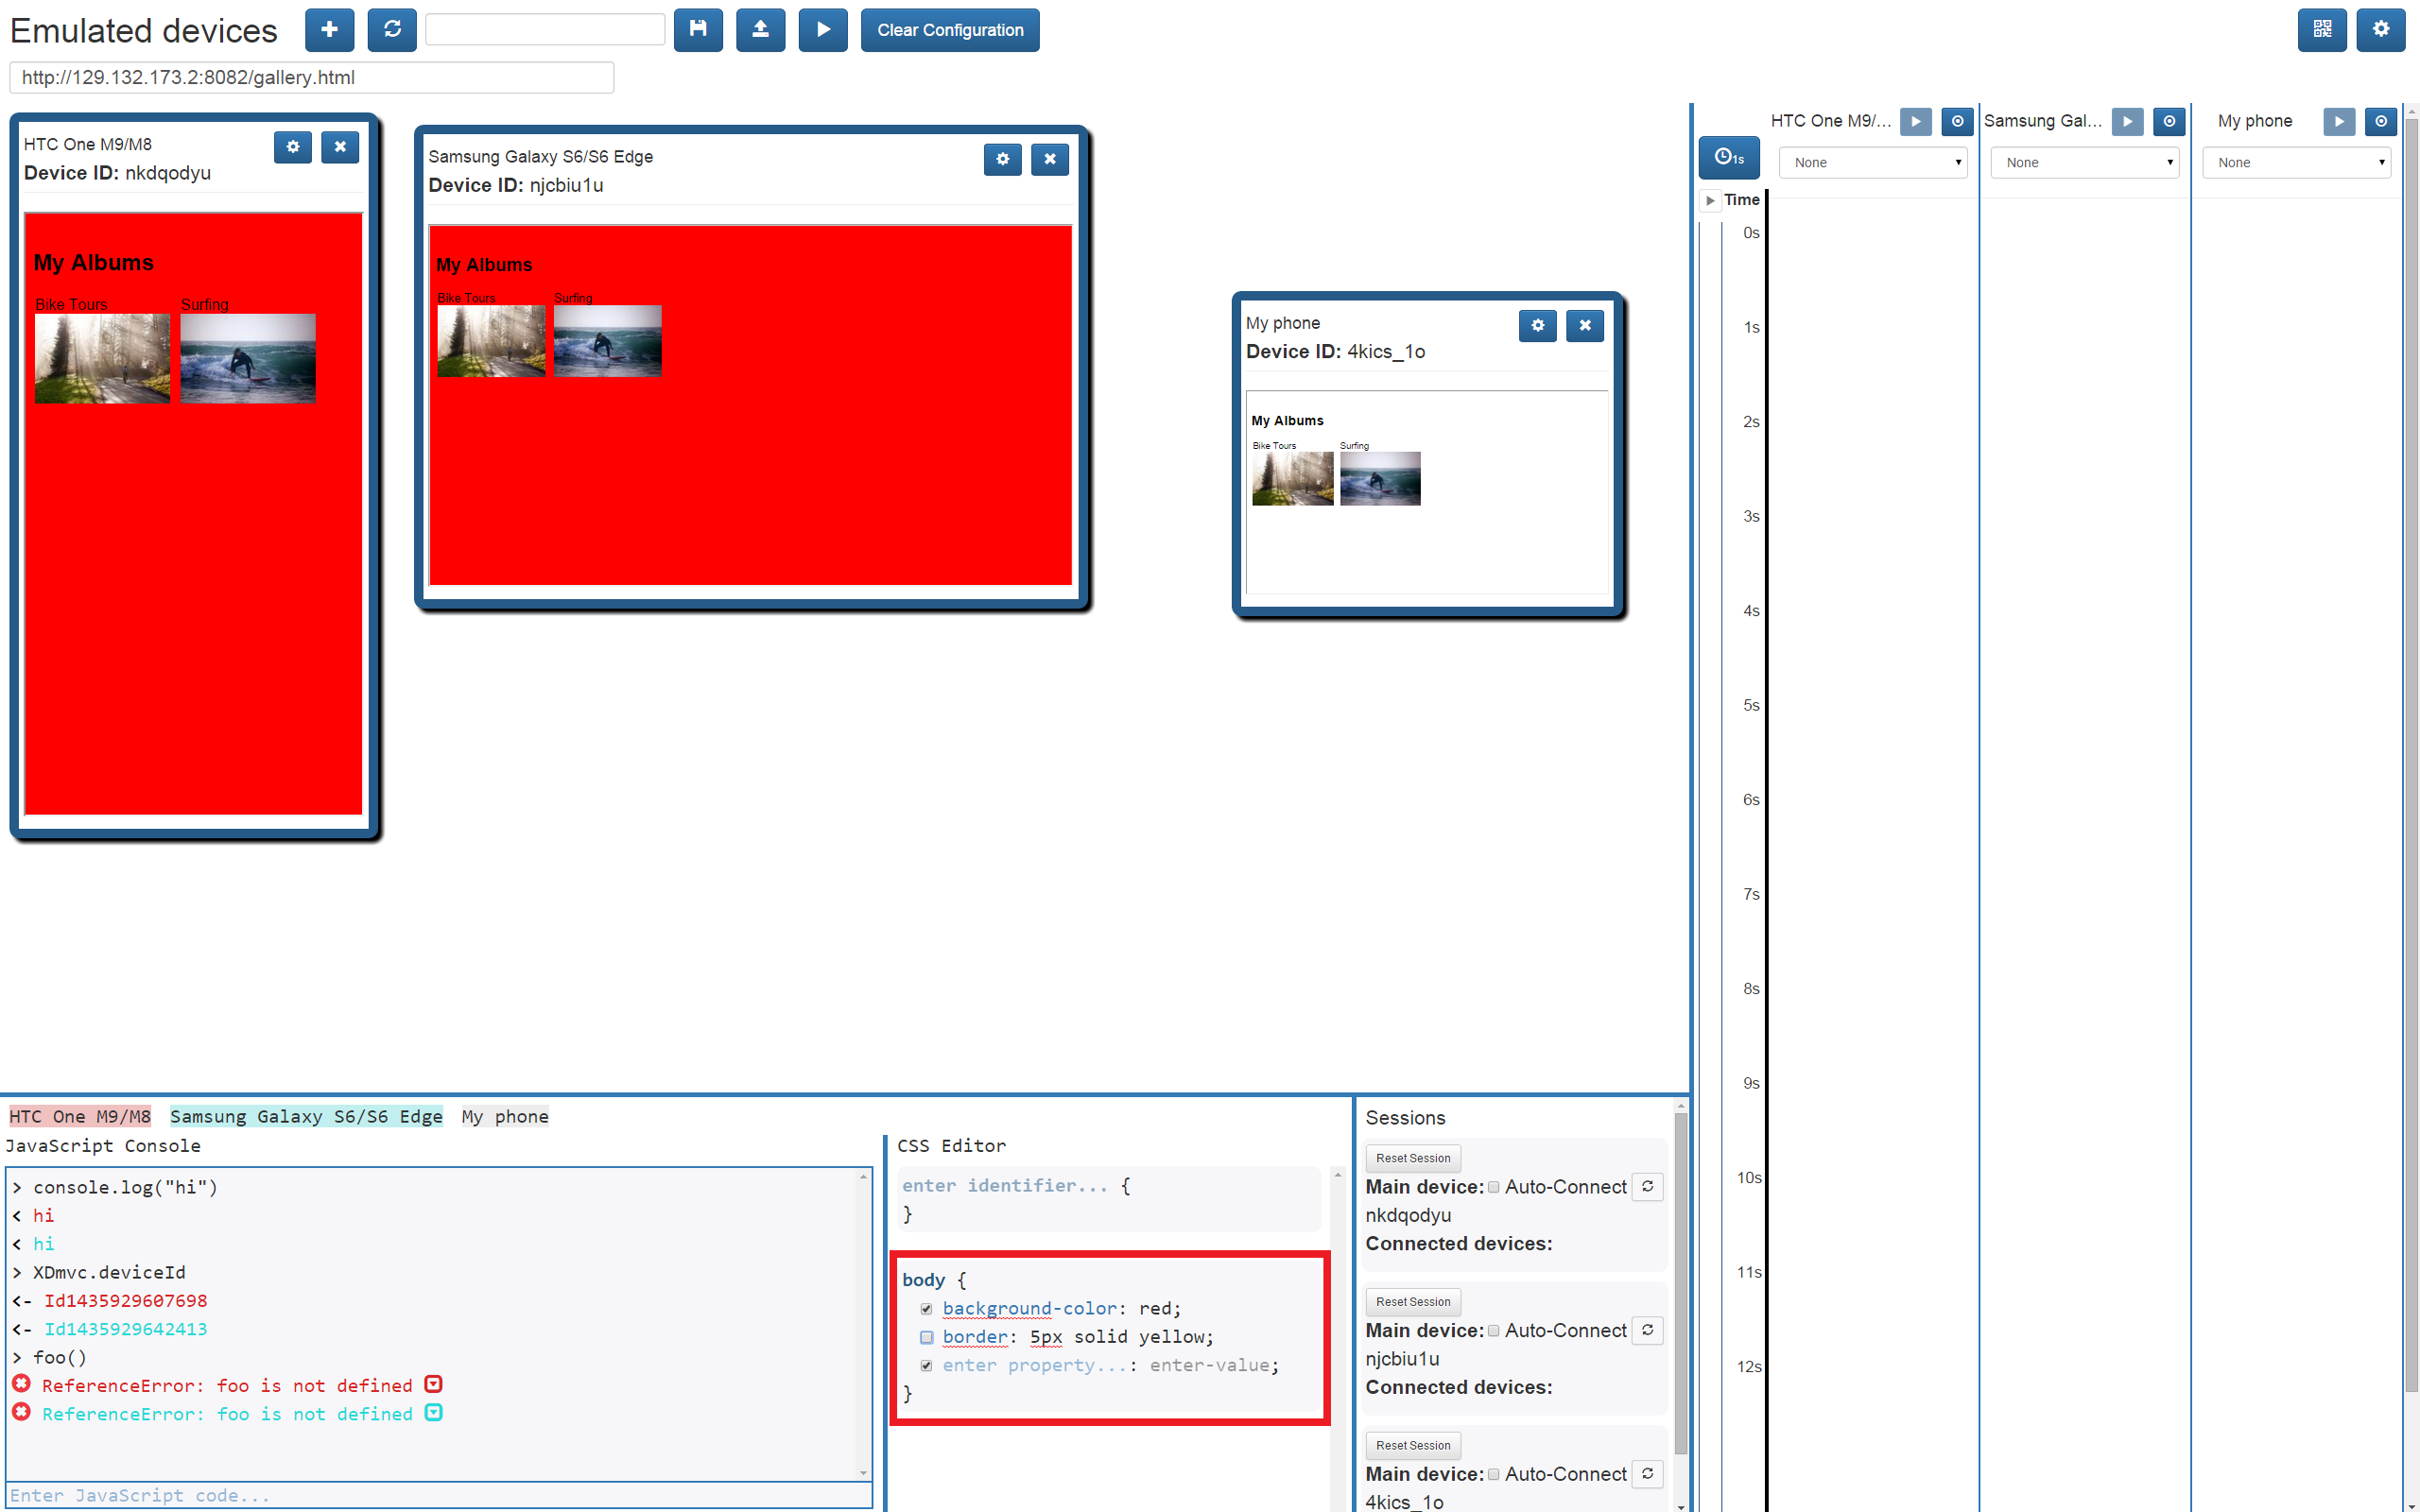 Emulated devices
Clear Configuration
http://129.132.173.2:8082/gallery.html
HTC One M9/M8
Device ID: nkdqodyu
My Albums
Bike Tours Surfing
Samsung Galaxy S6/S6 Edge
Device ID: njcbiu1u
My Albums
Bike Tours Surfing
My phone
Device ID: 4kics_1o
My Albums
Bike Tours Surfing
HTC One M9/... Samsung Gal... My phone
1s None None None
Time
0s
1s
2s
3s
4s
5s
6s
7s
8s
9s
10s
11s
12s
HTC One M9/M8 Samsung Galaxy S6/S6 Edge My phone
JavaScript Console
> console.log("hi")
< hi
< hi
> XDmvc.deviceId
<- Id1435929607698
<- Id1435929642413
> foo()
ReferenceError: foo is not defined
ReferenceError: foo is not defined
Enter JavaScript code...
CSS Editor
enter identifier... {
}
body {
background-color: red;
border: 5px solid yellow;
enter property...: enter-value;
}
Sessions
Reset Session
Main device: Auto-Connect
nkdqodyu
Connected devices:
Reset Session
Main device: Auto-Connect
njcbiu1u
Connected devices:
Reset Session
Main device: Auto-Connect
4kics_1o